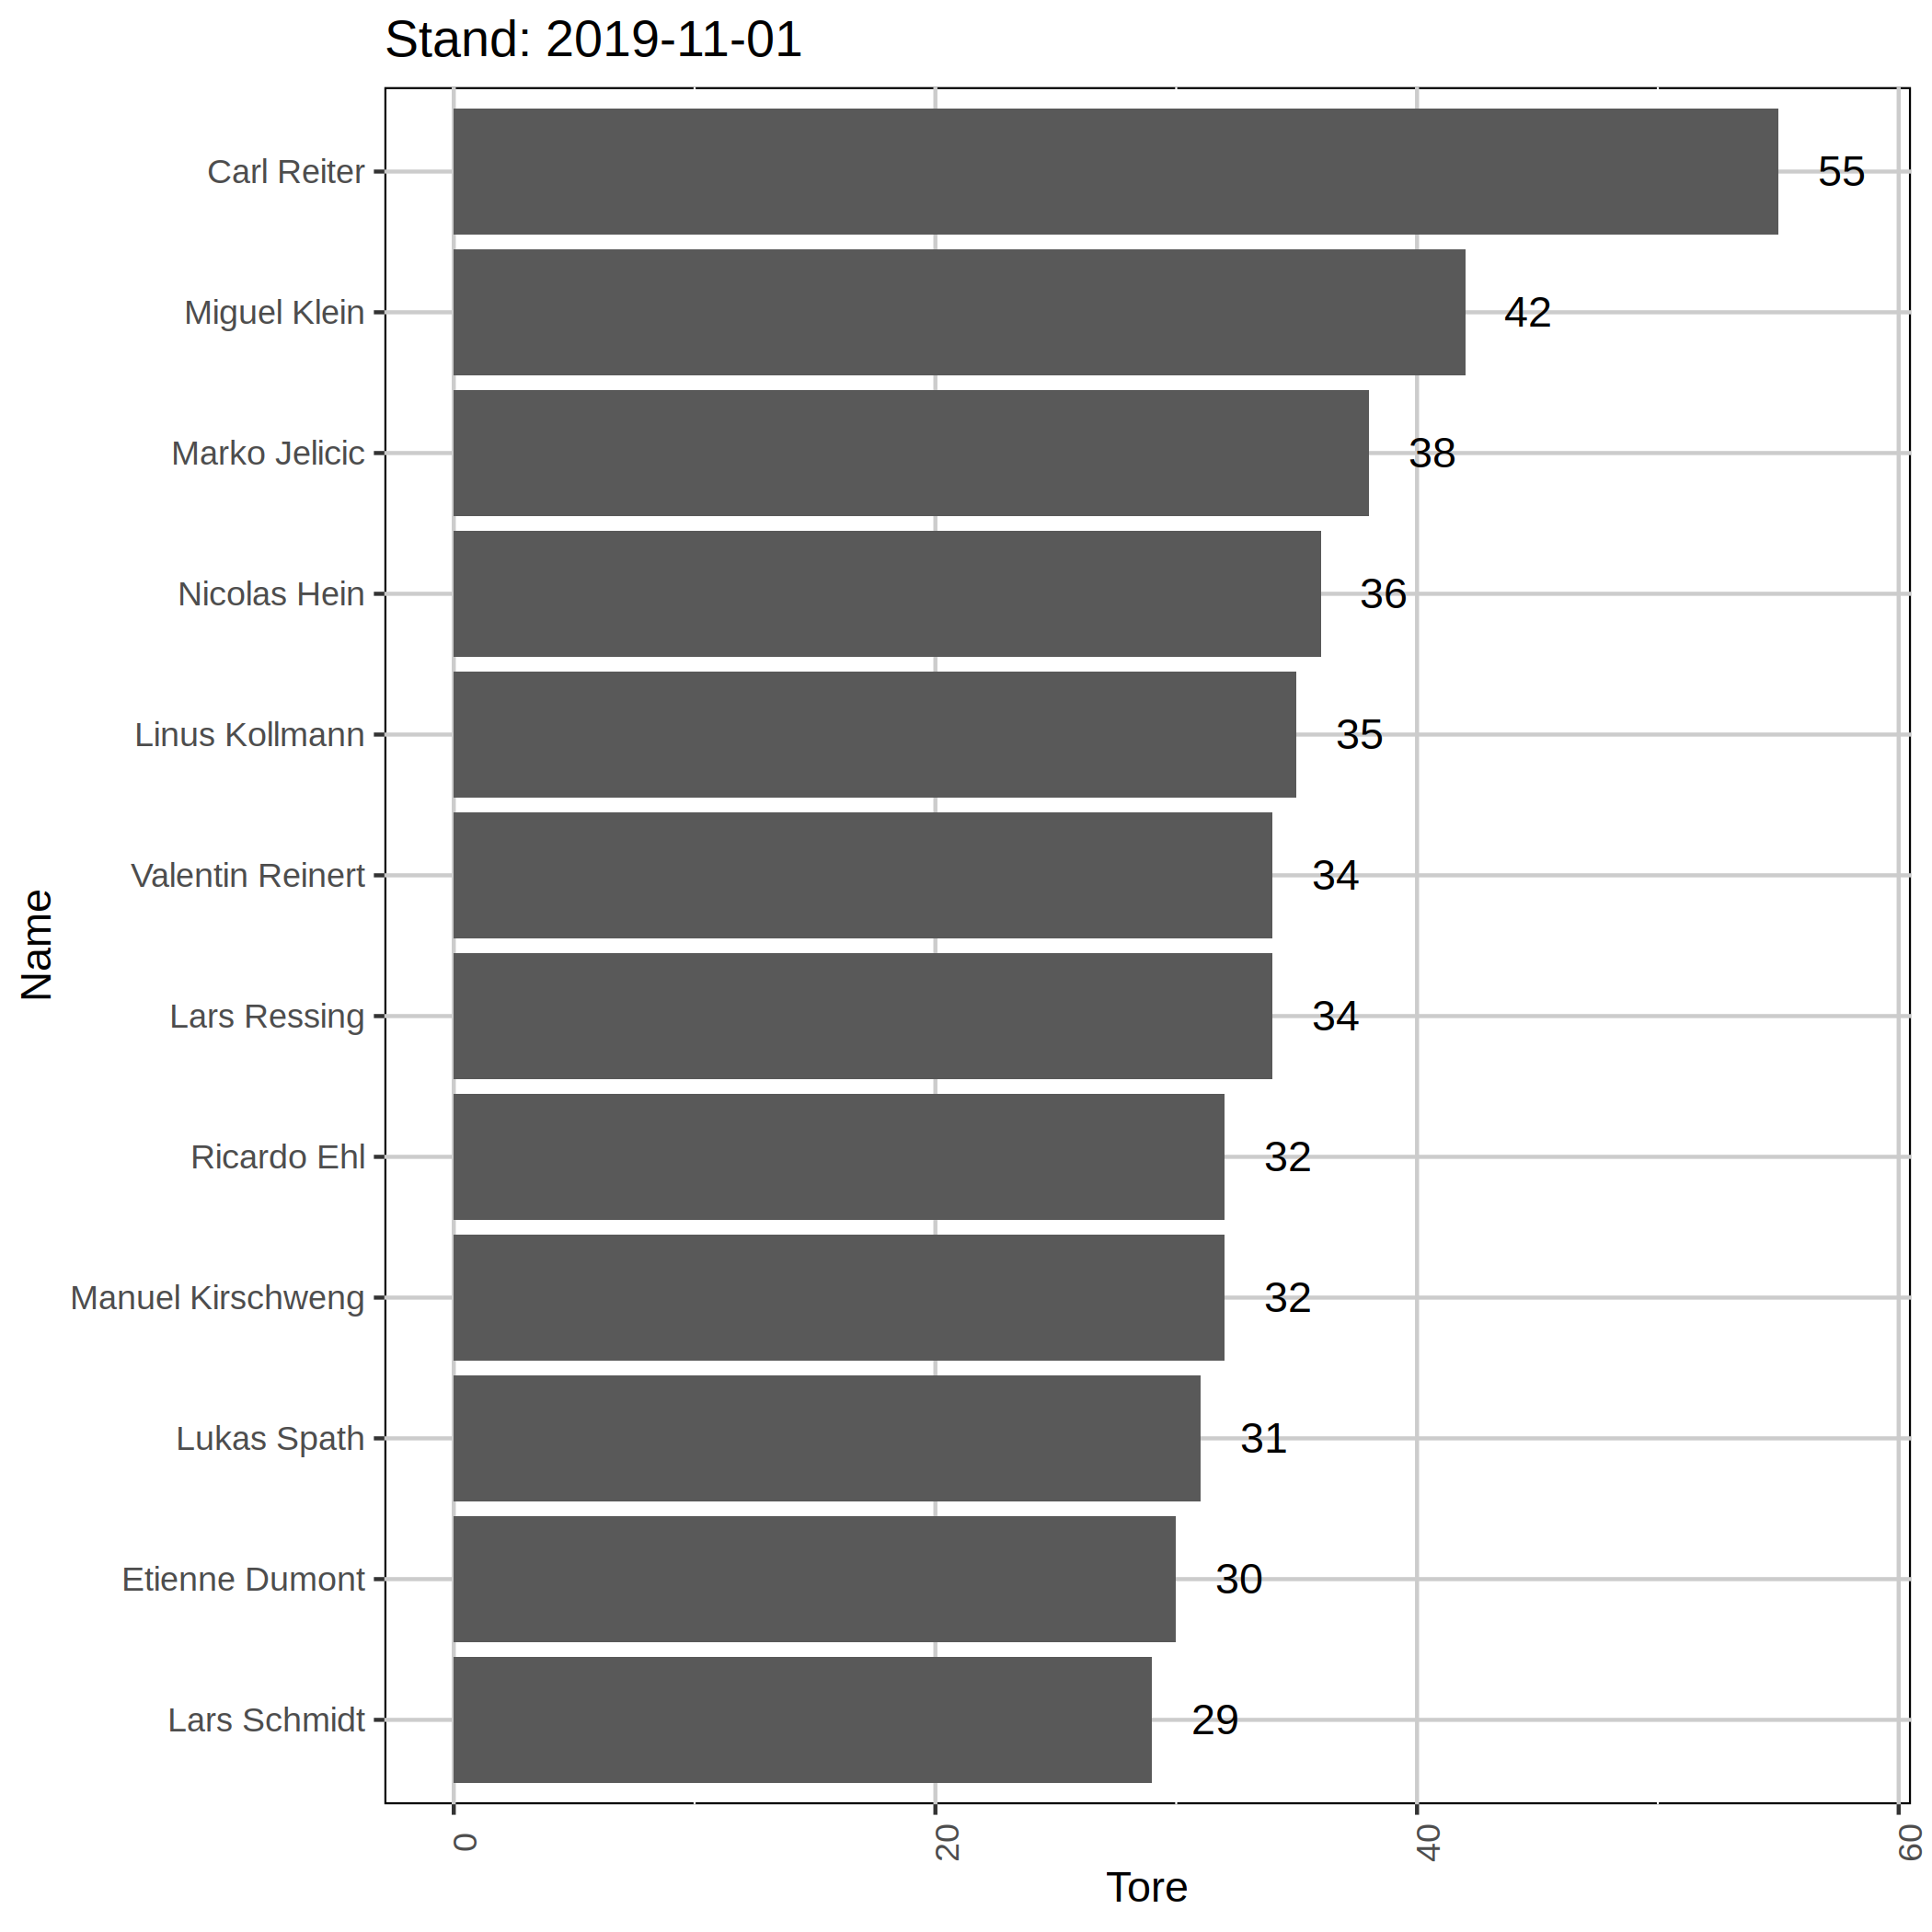 Stand: 2019-11-01
Name
Carl Reiter 55
Miguel Klein 42
Marko Jelicic 38
Nicolas Hein 36
Linus Kollmann 35
Valentin Reinert 34
Lars Ressing 34
Ricardo Ehl 32
Manuel Kirschweng 32
Lukas Spath 31
Etienne Dumont 30
Lars Schmidt 29
0 20 40 60
Tore